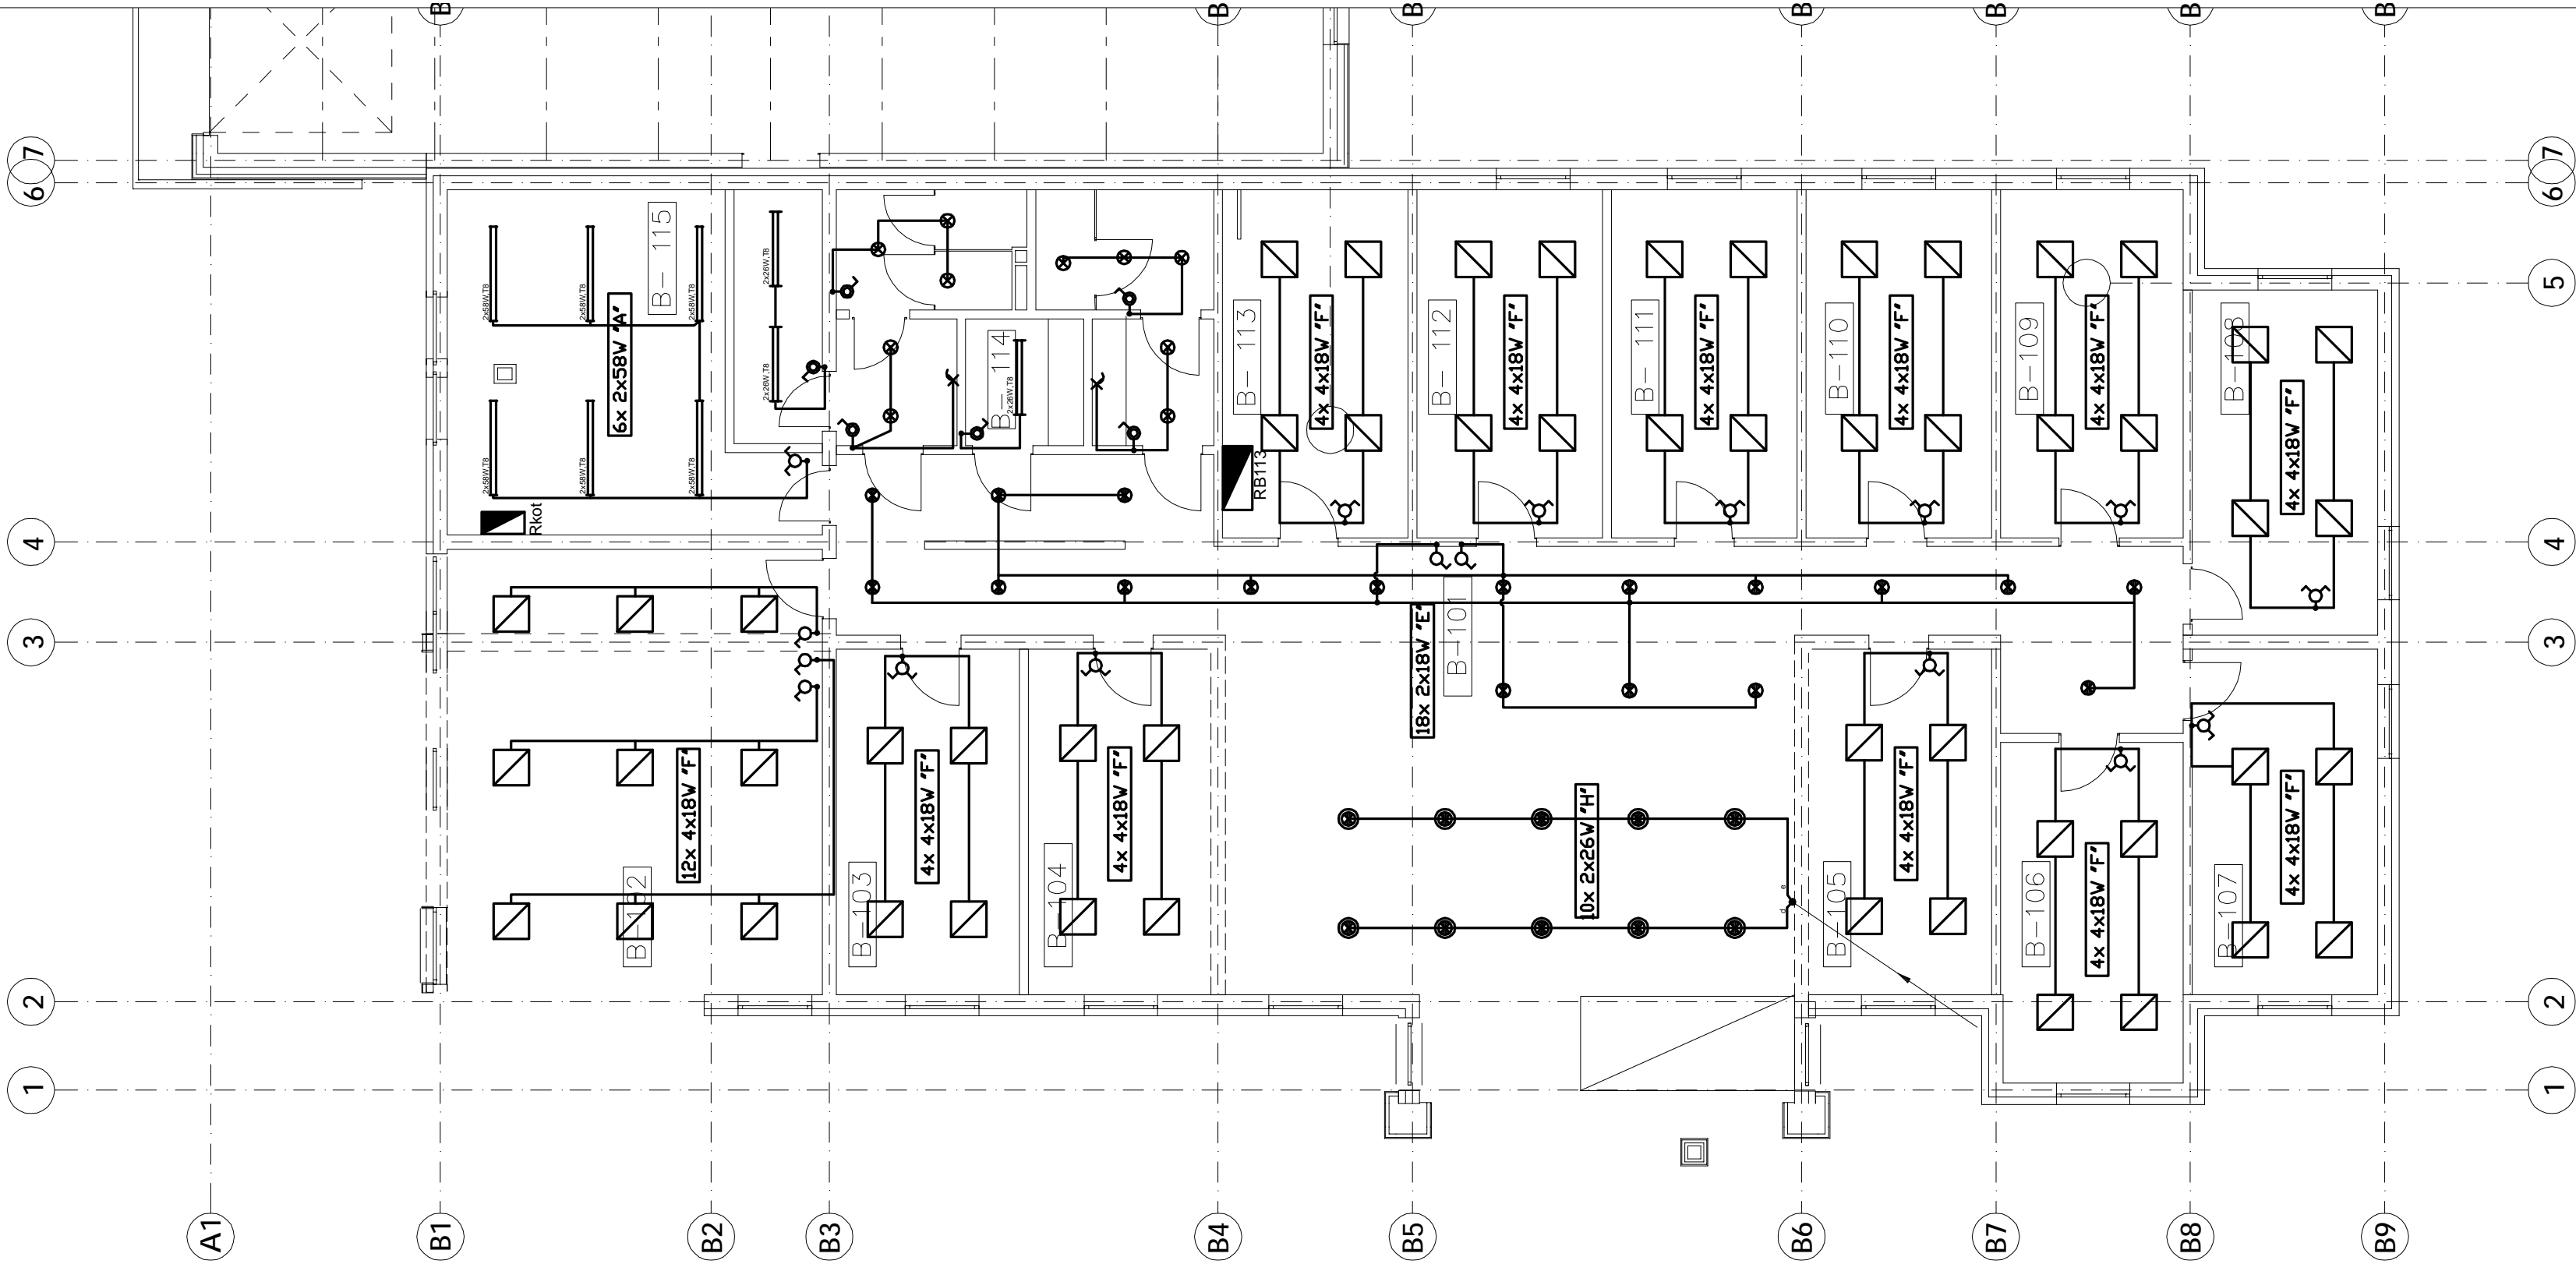 B
B
B
B
B
B
B
7
6
7
6
5
5
4
4
3
3
2
2
1
1
B-115
6x 2x58W "A"
2x58W,T8
2x58W,T8
2x58W,T8
2x58W,T8
2x58W,T8
2x58W,T8
2x26W,T8
2x26W,T8
Rkot
B-114
2x26W,T8
B-113
4x 4x18W "F"
RB113
B-112
4x 4x18W "F"
B-111
4x 4x18W "F"
B-110
4x 4x18W "F"
B-109
4x 4x18W "F"
B-108
4x 4x18W "F"
18x 2x18W "E"
B-101
12x 4x18W "F"
B-102
B-103
4x 4x18W "F"
B-104
4x 4x18W "F"
10x 2x26W "H"
e
d
B-105
4x 4x18W "F"
B-106
4x 4x18W "F"
B-107
4x 4x18W "F"
A1
B1
B2
B3
B4
B5
B6
B7
B8
B9